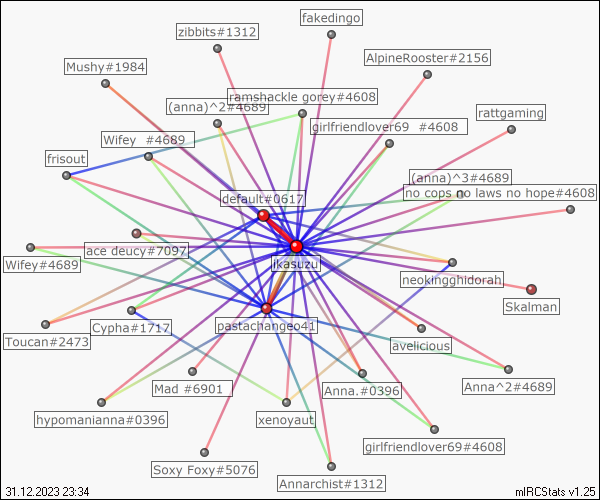 fakedingo
zibbits#1312
AlpineRooster#2156
Mushy#1984
ramshackle gorey#4608
(anna)^2#4689
rattgaming
girlfriendlover69 #4608
Wifey #4689
frisout
(anna)^3#4689
no cops no laws no hope#4608
default#0617
ace deucy#7097
Wifey#4689
ikasuzu
neokingghidorah
Skalman
Toucan#2473
Cypha#1717
pastachangeo41
avelicious
Mad #6901
Anna.#0396
Anna^2#4689
hypomanianna#0396
xenoyaut
girlfriendlover69#4608
Soxy Foxy#5076
Annarchist#1312
31.12.2023 23:34
mIRCStats v1.25